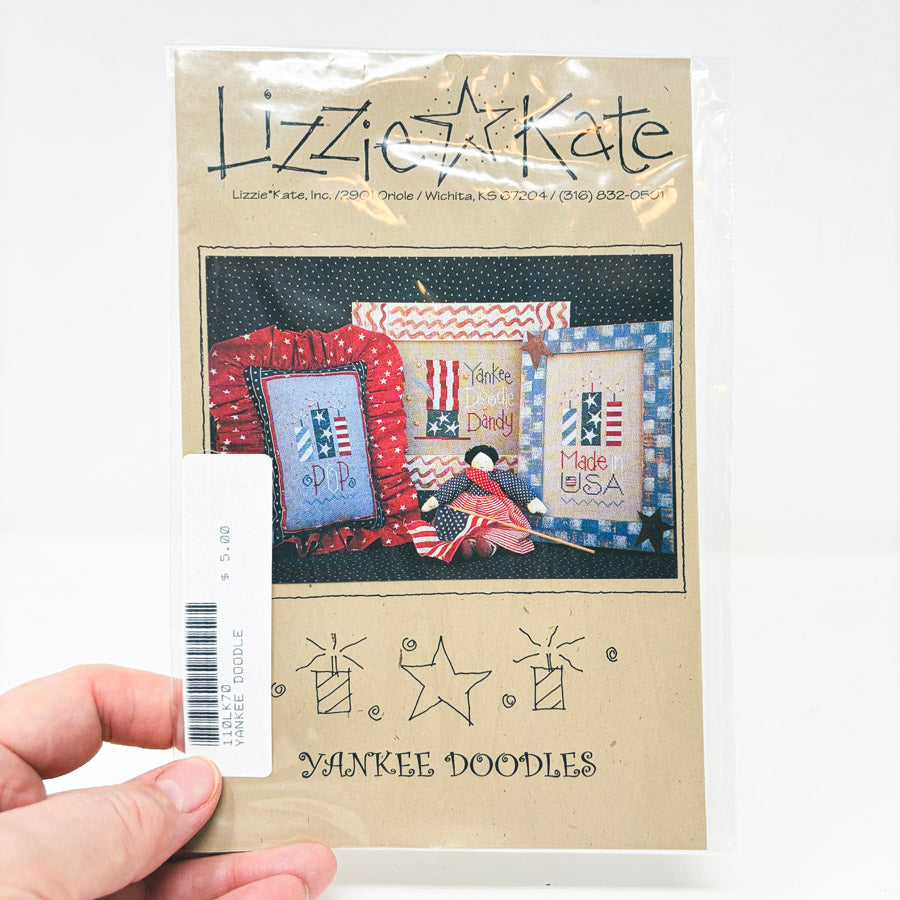 Lizzie Kate
Lizzie*Kate, Inc. / 2901 Oriole / Wichita, KS 67204 / (316) 832-0501
Yankee
Doodle
Dandy
POP
Made in
USA
$ 5.00
110LK70
YANKEE DOODLE
YANKEE DOODLES